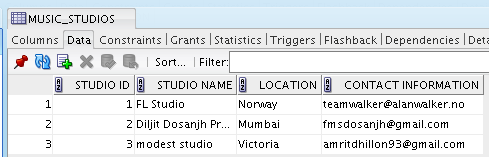 MUSIC_STUDIOS
Columns Data Constraints Grants Statistics Triggers Flashback Dependencies Deta
Sort... Filter:
STUDIO ID STUDIO NAME LOCATION CONTACT INFORMATION
1 1 FL Studio Norway teamwalker@alanwalker.no
2 2 Diljit Dosanjh Pr... Mumbai fmsdosanjh@gmail.com
3 3 modest studio Victoria amritdhillon93@gmail.com